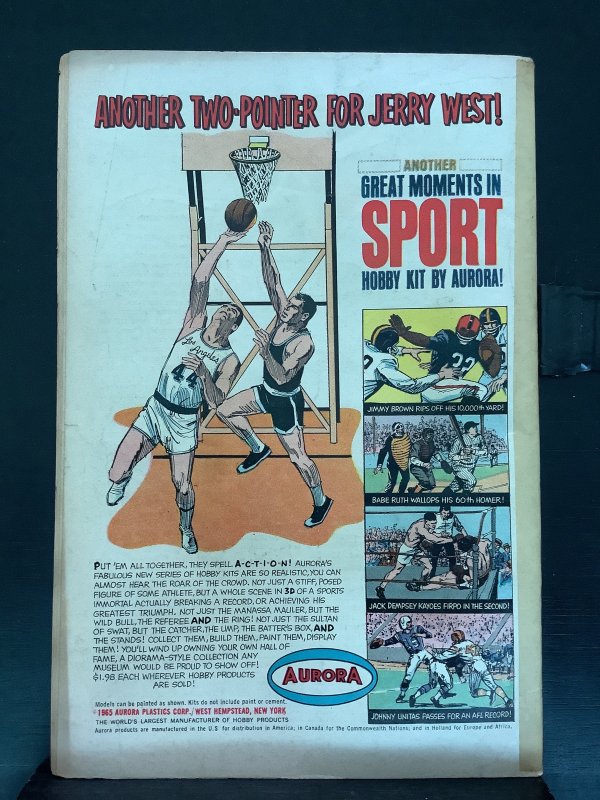 ANOTHER TWO-POINTER FOR JERRY WEST!
ANOTHER
GREAT MOMENTS IN
SPORT
HOBBY KIT BY AURORA!
Los
Angeles
44
32
JIMMY BROWN RIPS OFF HIS 10,000th YARD!
BABE RUTH WALLOPS HIS 60th HOMER!
JACK DEMPSEY KAYOES FIRPO IN THE SECOND!
JOHNNY UNITAS PASSES FOR AN AFL RECORD!
PUT 'EM ALL TOGETHER, THEY SPELL A-C-T-I-O-N! AURORA'S
FABULOUS NEW SERIES OF HOBBY KITS ARE SO REALISTIC, YOU CAN
ALMOST HEAR THE ROAR OF THE CROWD. NOT JUST A STIFF, POSED
FIGURE OF SOME ATHLETE, BUT A WHOLE SCENE IN 3D OF A SPORTS
IMMORTAL ACTUALLY BREAKING A RECORD, OR ACHIEVING HIS
GREATEST TRIUMPH. NOT JUST THE MANASSA MAULER, BUT THE
WILD BULL, THE REFEREE AND THE RING! NOT JUST THE SULTAN
OF SWAT, BUT THE CATCHER, THE UMP, THE BATTER'S BOX, AND
THE STANDS! COLLECT THEM, BUILD THEM, PAINT THEM, DISPLAY
THEM! YOU'LL WIND UP OWNING YOUR OWN HALL OF
FAME, A DIORAMA-STYLE COLLECTION ANY
MUSEUM WOULD BE PROUD TO SHOW OFF!
$1.98 EACH WHEREVER HOBBY PRODUCTS
ARE SOLD!
AURORA
Models can be painted as shown. Kits do not include paint or cement.
©1965 AURORA PLASTICS CORP., WEST HEMPSTEAD, NEW YORK
THE WORLD'S LARGEST MANUFACTURER OF HOBBY PRODUCTS
Aurora products are manufactured in the U.S. for distribution in America; in Canada for the Commonwealth Nations; and in Holland for Europe and Africa.